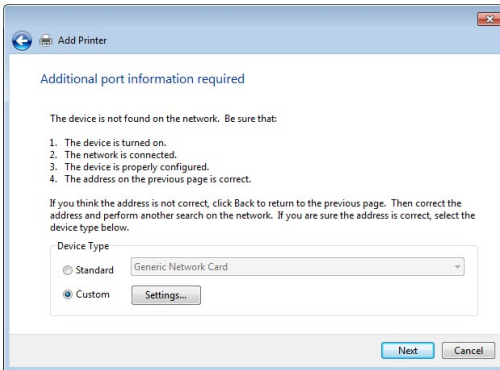 Add Printer
Additional port information required
The device is not found on the network. Be sure that:
1. The device is turned on.
2. The network is connected.
3. The device is properly configured.
4. The address on the previous page is correct.
If you think the address is not correct, click Back to return to the previous page. Then correct the
address and perform another search on the network. If you are sure the address is correct, select the
device type below.
Device Type
Standard Generic Network Card
Custom Settings...
Next Cancel